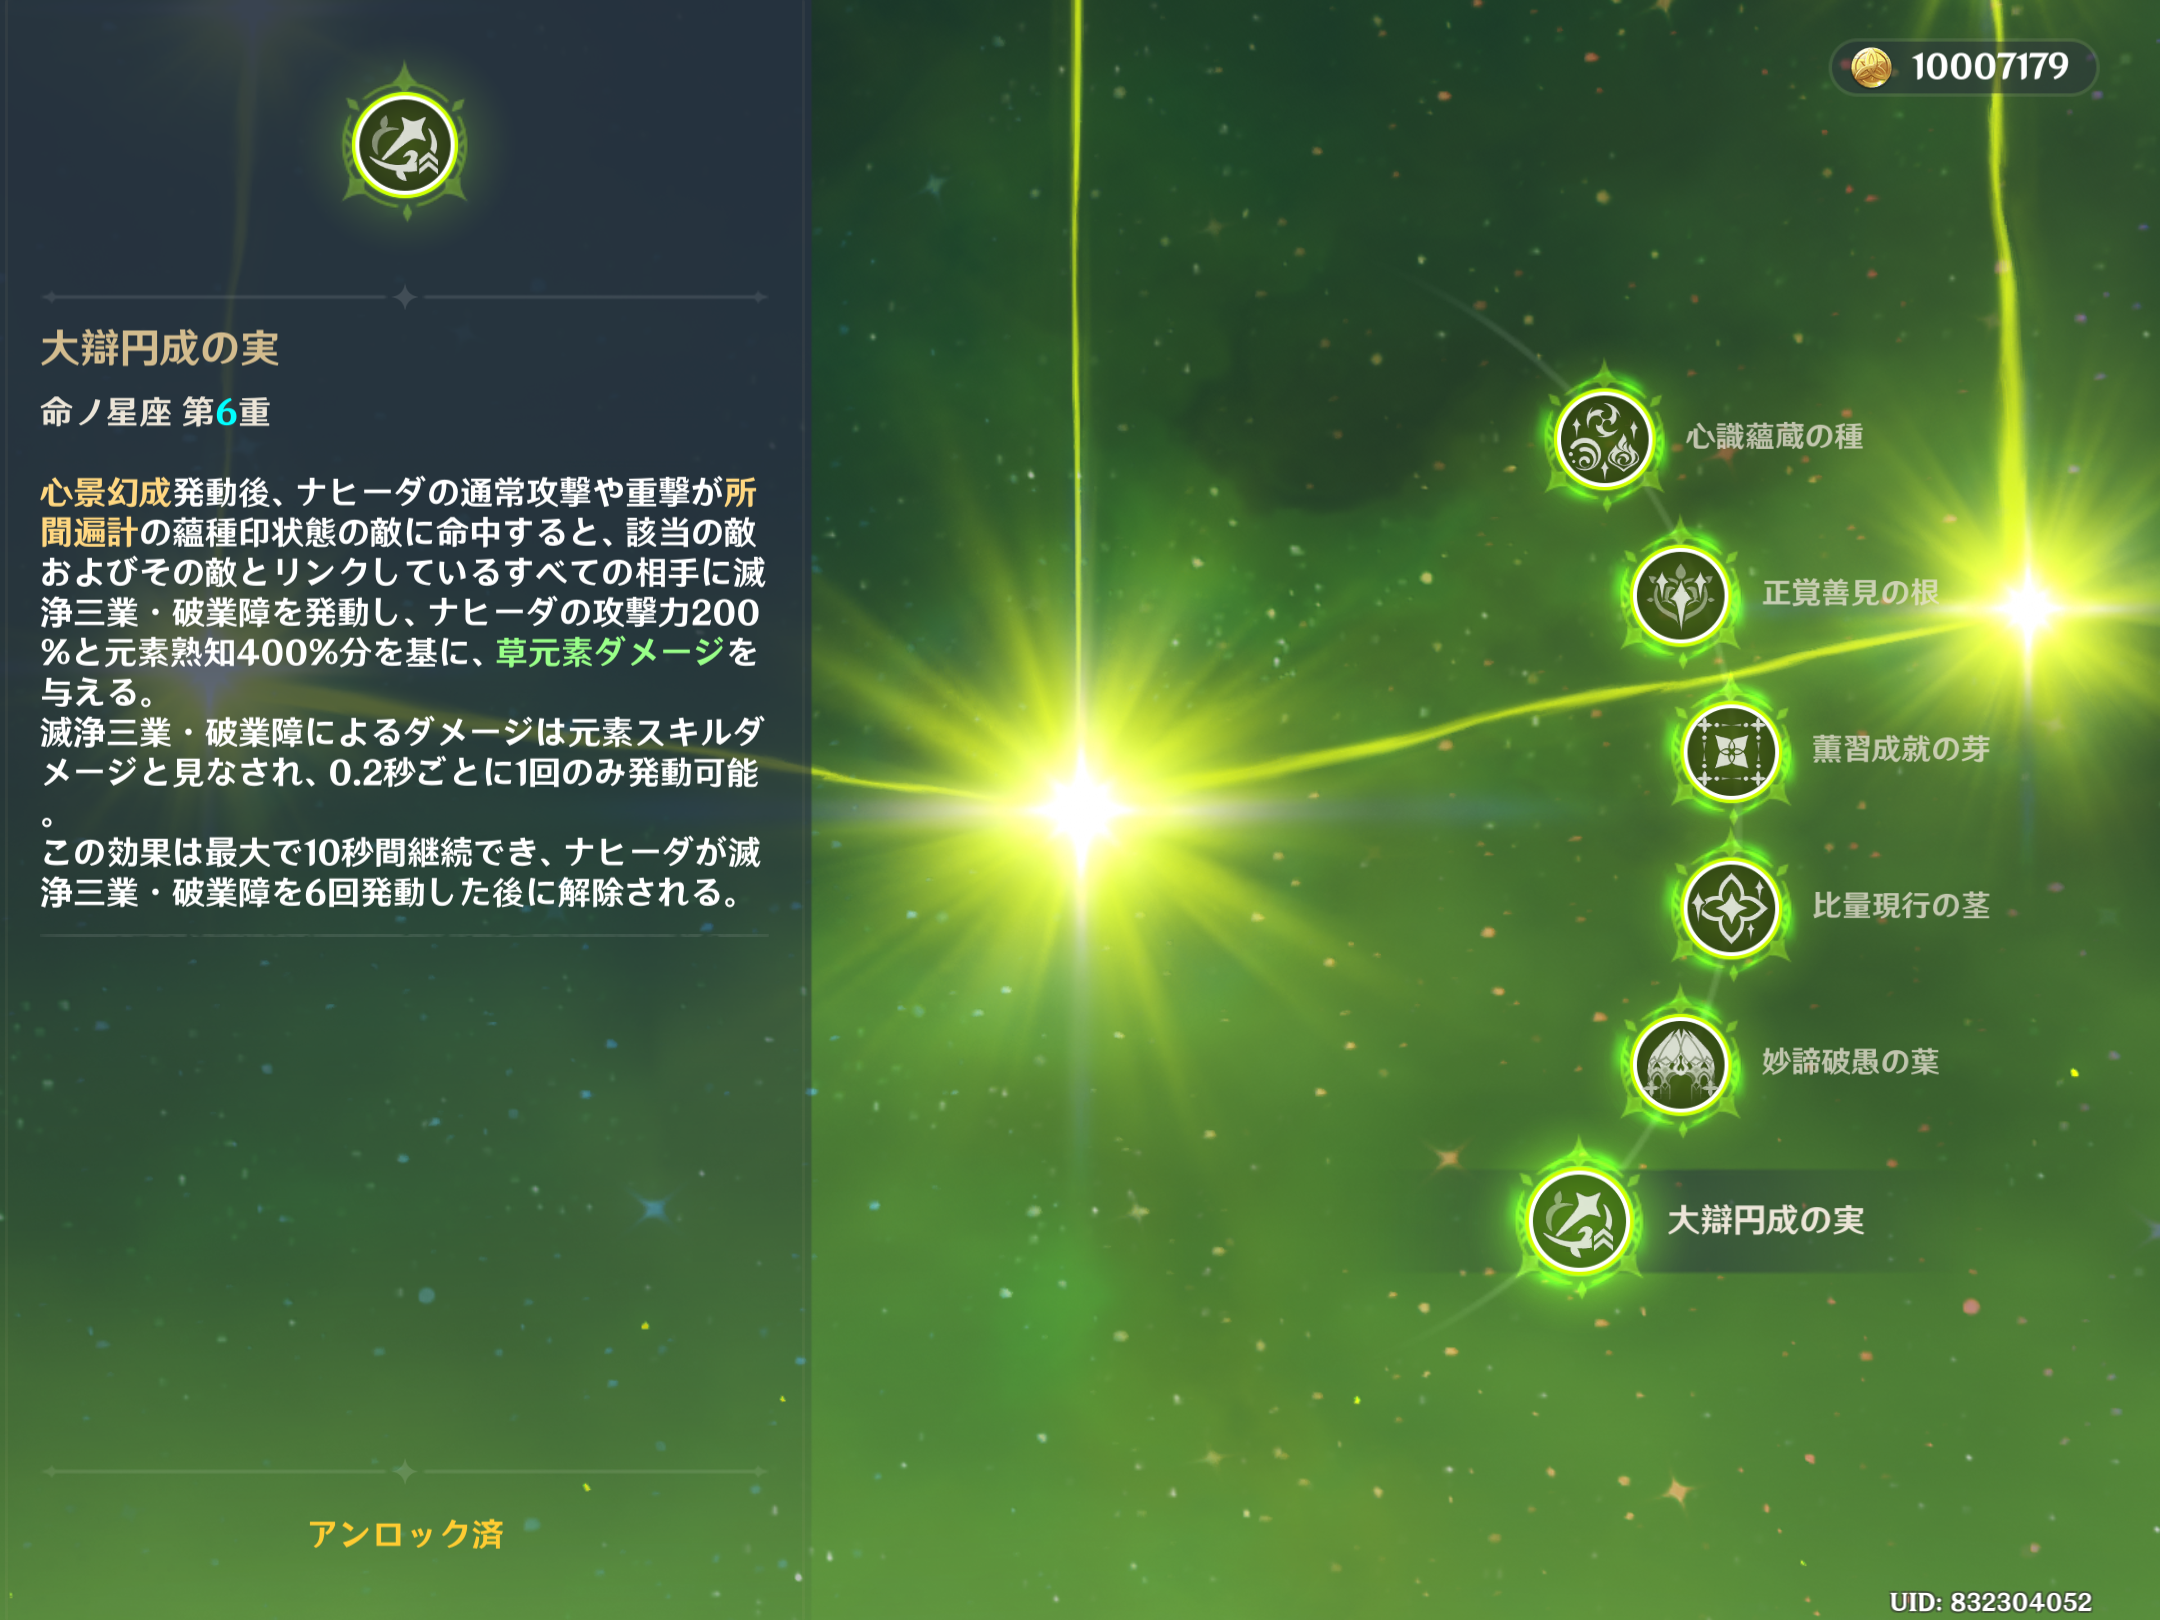 10007179
大辯円成の実
命ノ星座 第6重
心景幻成発動後、ナヒーダの通常攻撃や重撃が所
聞遍計の蘊種印状態の敵に命中すると、該当の敵
およびその敵とリンクしているすべての相手に滅
浄三業・破業障を発動し、ナヒーダの攻撃力200
%と元素熟知400%分を基に、草元素ダメージを
与える。
滅浄三業・破業障によるダメージは元素スキルダ
メージと見なされ、0.2秒ごとに1回のみ発動可能
。
この効果は最大で10秒間継続でき、ナヒーダが滅
浄三業・破業障を6回発動した後に解除される。
アンロック済
心識蘊蔵の種
正覚善見の根
薫習成就の芽
比量現行の茎
妙諦破愚の葉
大辯円成の実
UID: 832304052